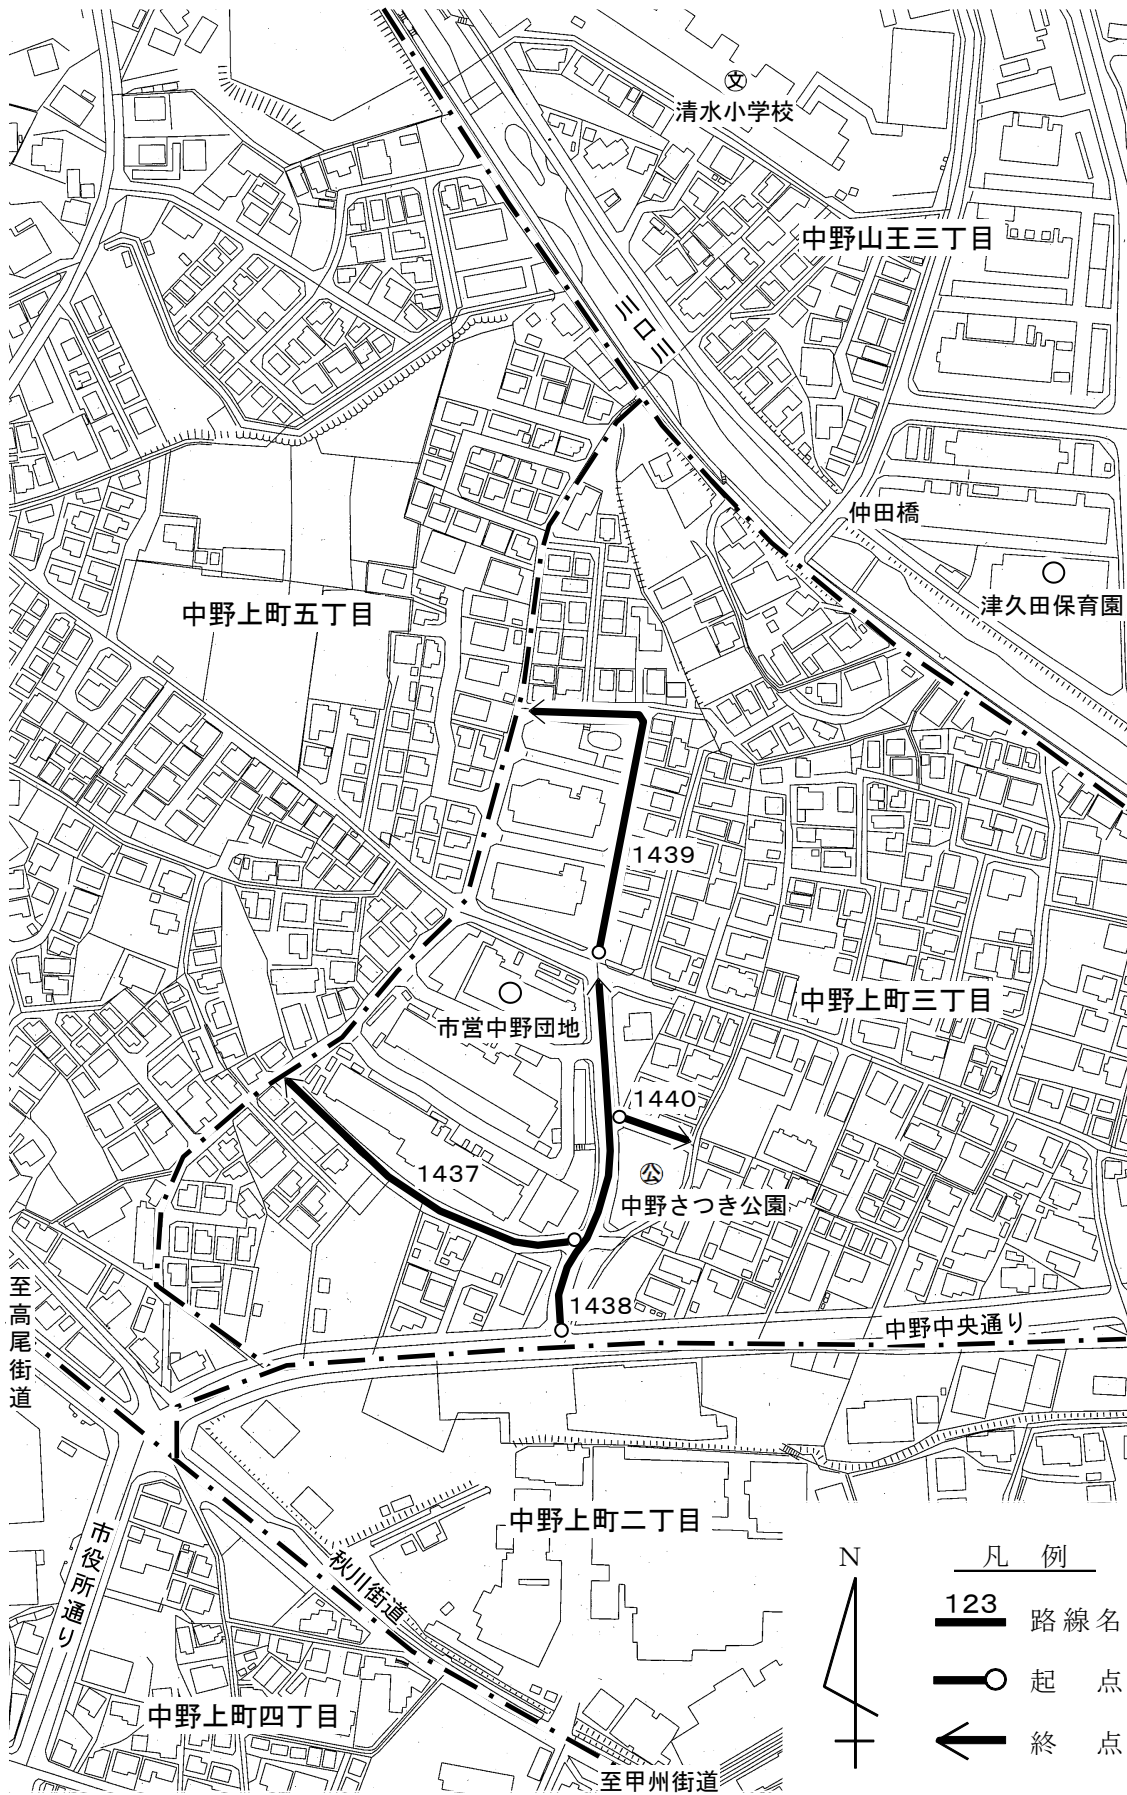 文
清水小学校
中野山王三丁目
川口川
仲田橋
津久田保育園
中野上町五丁目
1439
中野上町三丁目
市営中野団地
1440
1437
公
中野さつき公園
1438
中野中央通り
至高尾街道
中野上町二丁目
市役所通り
秋川街道
中野上町四丁目
至甲州街道
N
凡 例
123
路線名
起 点
終 点